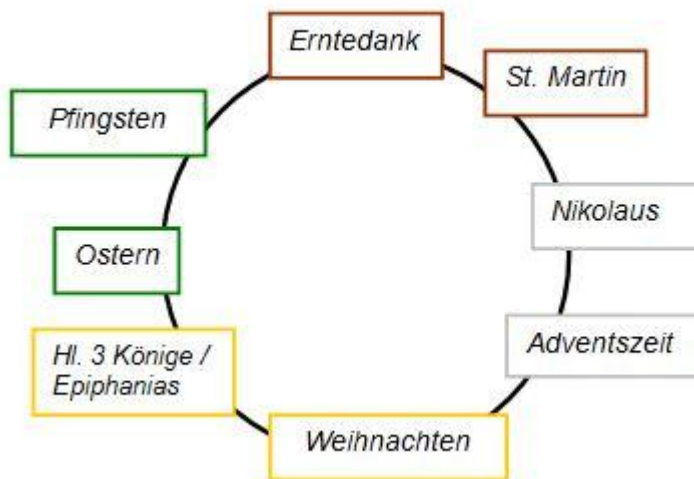 Erntedank
St. Martin
Pfingsten
Nikolaus
Ostern
Adventszeit
Hl. 3 Könige /
Epiphanias
Weihnachten